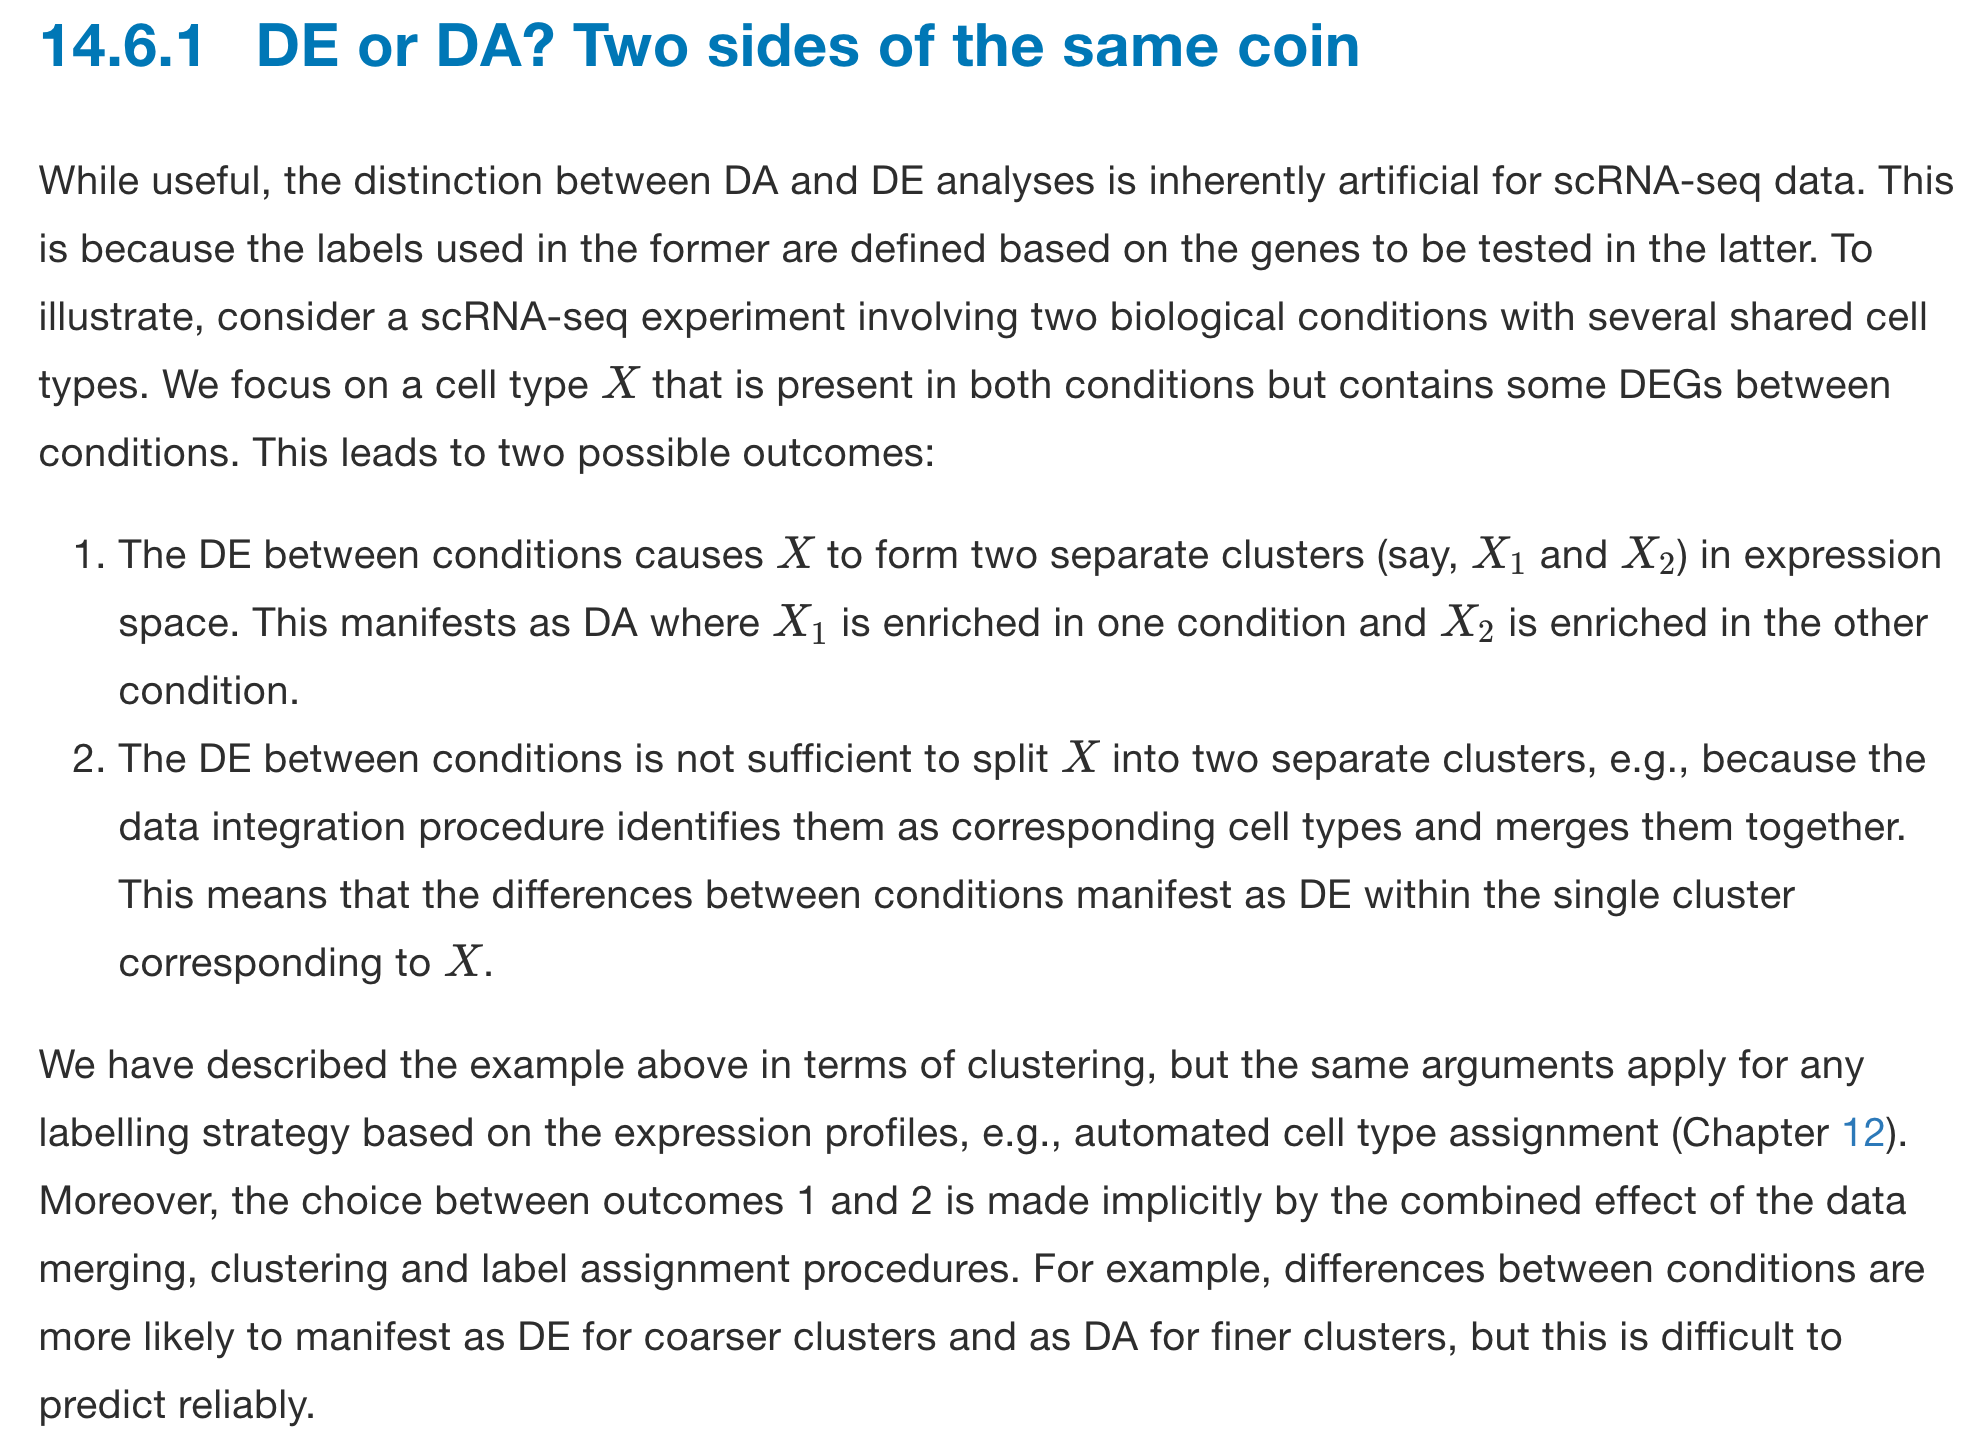 14.6.1 DE or DA? Two sides of the same coin
While useful, the distinction between DA and DE analyses is inherently artificial for scRNA-seq data. This
is because the labels used in the former are defined based on the genes to be tested in the latter. To
illustrate, consider a scRNA-seq experiment involving two biological conditions with several shared cell
types. We focus on a cell type X that is present in both conditions but contains some DEGs between
conditions. This leads to two possible outcomes:
1. The DE between conditions causes X to form two separate clusters (say, X₁ and X₂) in expression
space. This manifests as DA where X₁ is enriched in one condition and X₂ is enriched in the other
condition.
2. The DE between conditions is not sufficient to split X into two separate clusters, e.g., because the
data integration procedure identifies them as corresponding cell types and merges them together.
This means that the differences between conditions manifest as DE within the single cluster
corresponding to X.
We have described the example above in terms of clustering, but the same arguments apply for any
labelling strategy based on the expression profiles, e.g., automated cell type assignment (Chapter 12).
Moreover, the choice between outcomes 1 and 2 is made implicitly by the combined effect of the data
merging, clustering and label assignment procedures. For example, differences between conditions are
more likely to manifest as DE for coarser clusters and as DA for finer clusters, but this is difficult to
predict reliably.